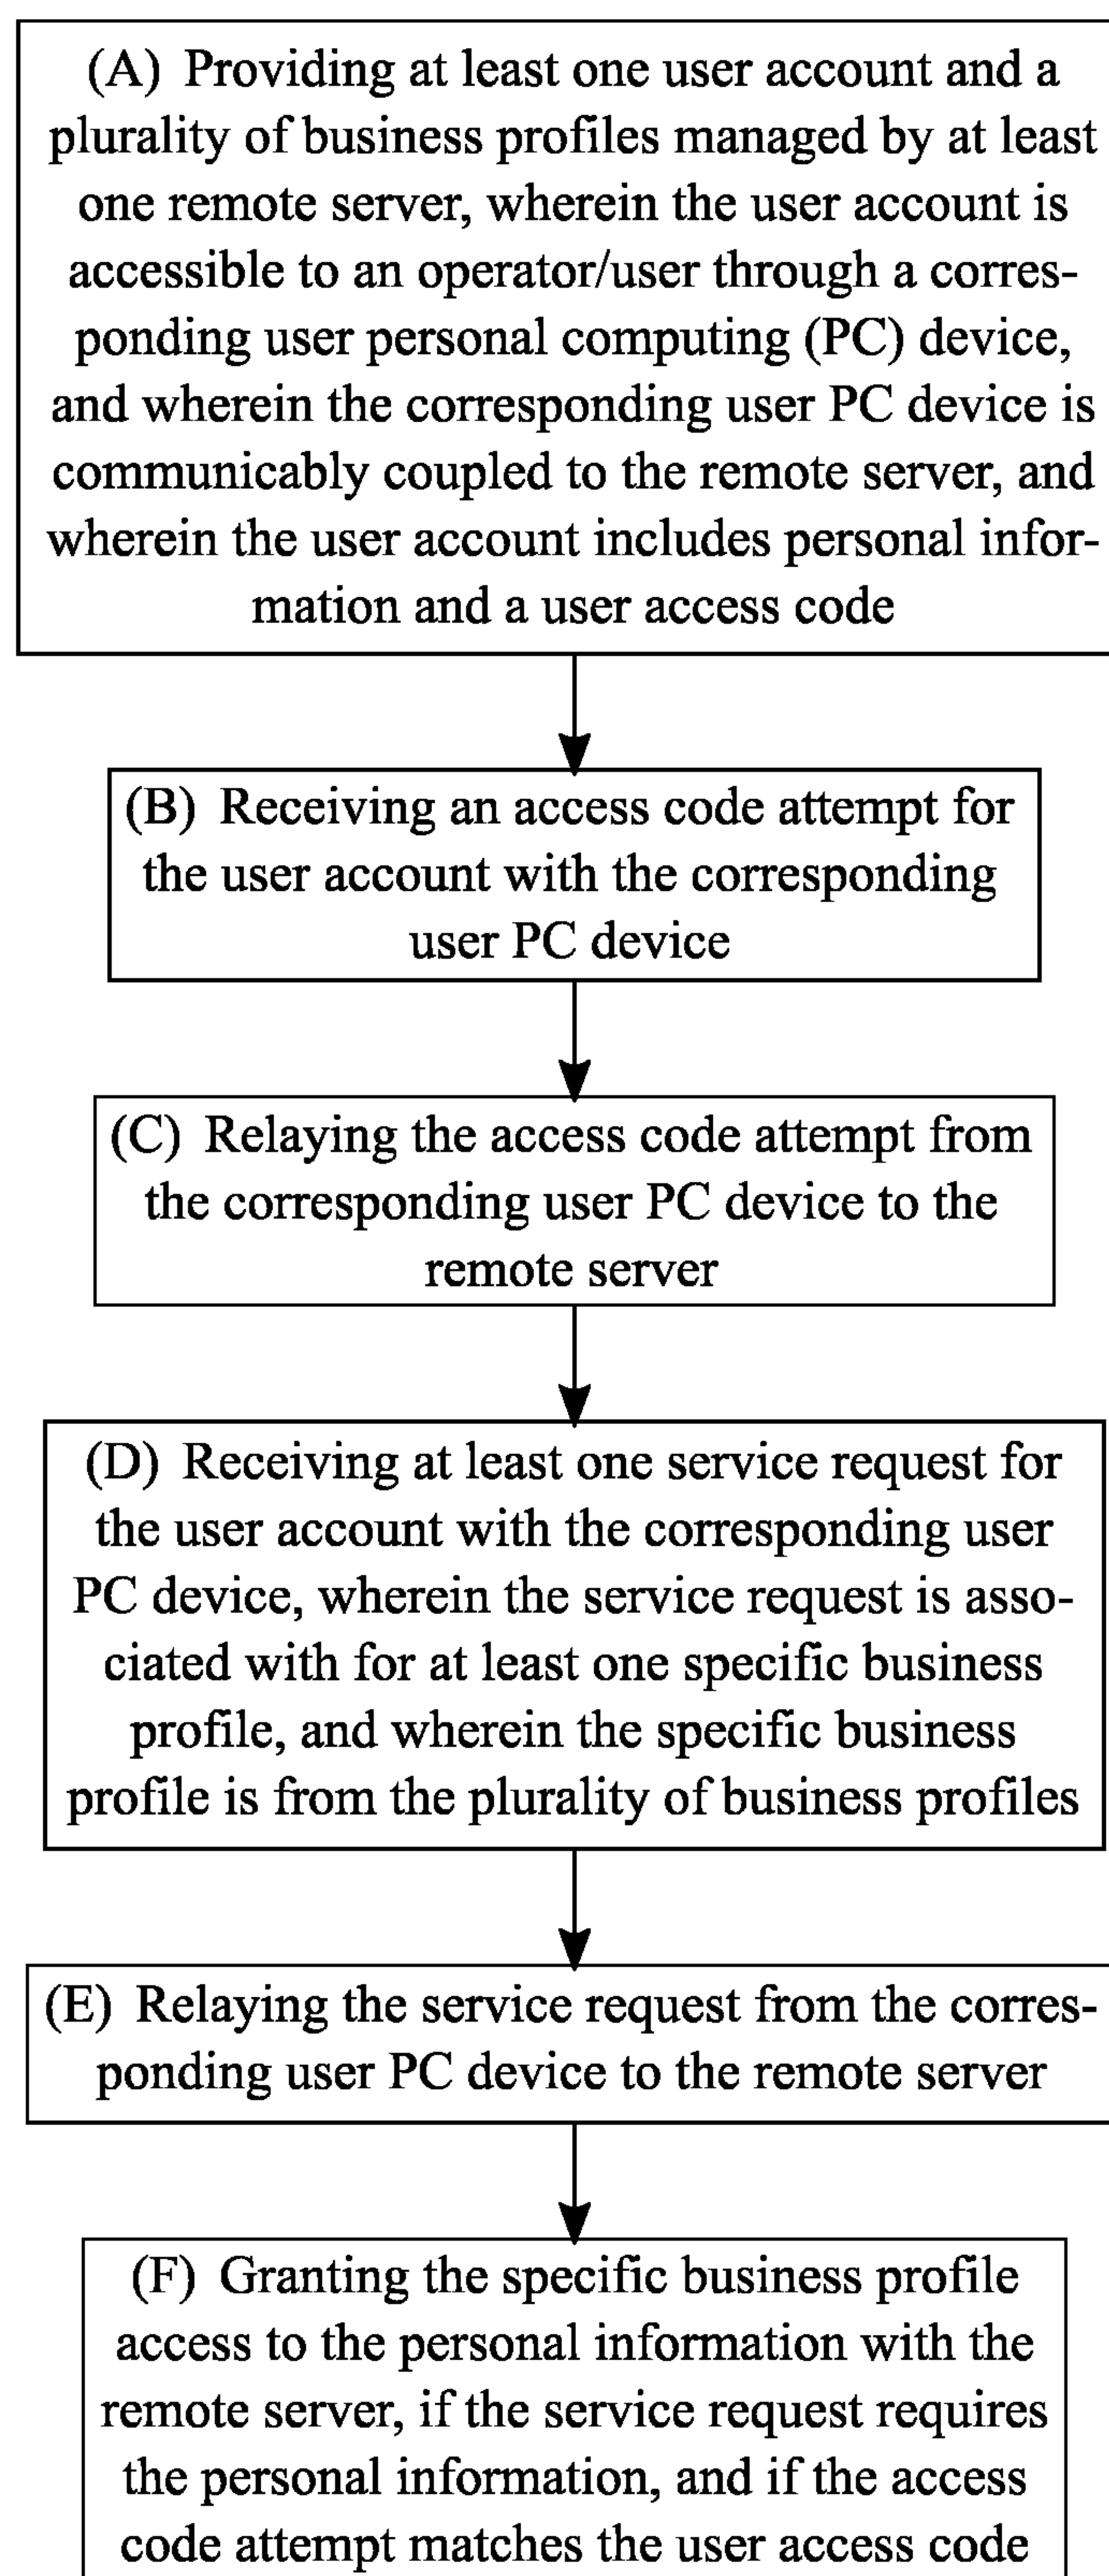 (A) Providing at least one user account and a
plurality of business profiles managed by at least
one remote server, wherein the user account is
accessible to an operator/user through a corres-
ponding user personal computing (PC) device,
and wherein the corresponding user PC device is
communicably coupled to the remote server, and
wherein the user account includes personal infor-
mation and a user access code
(B) Receiving an access code attempt for
the user account with the corresponding
user PC device
(C) Relaying the access code attempt from
the corresponding user PC device to the
remote server
(D) Receiving at least one service request for
the user account with the corresponding user
PC device, wherein the service request is asso-
ciated with for at least one specific business
profile, and wherein the specific business
profile is from the plurality of business profiles
(E) Relaying the service request from the corres-
ponding user PC device to the remote server
(F) Granting the specific business profile
access to the personal information with the
remote server, if the service request requires
the personal information, and if the access
code attempt matches the user access code